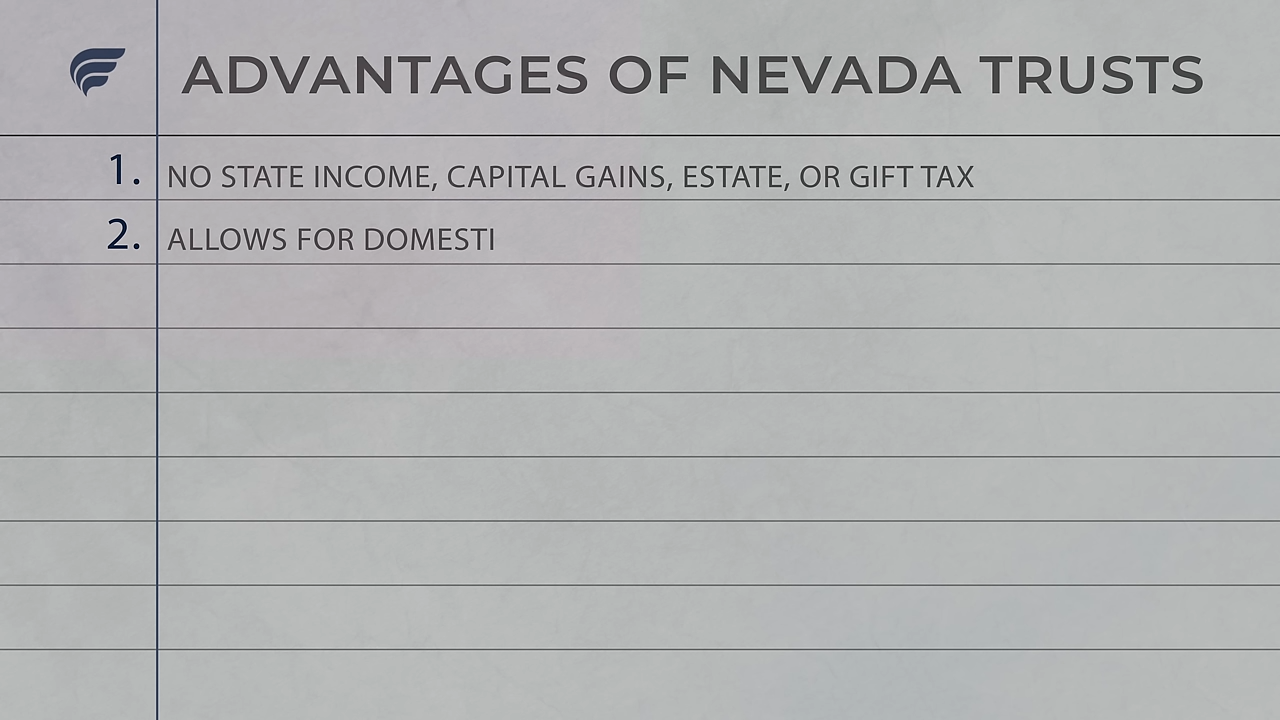 ADVANTAGES OF NEVADA TRUSTS
1. NO STATE INCOME, CAPITAL GAINS, ESTATE, OR GIFT TAX
2. ALLOWS FOR DOMESTI